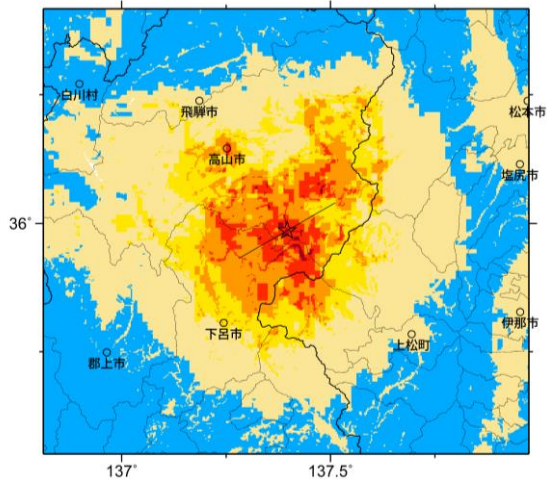 白川村
飛騨市
松本市
高山市
塩尻市
36°
伊那市
下呂市
上松町
郡上市
137°
137.5°